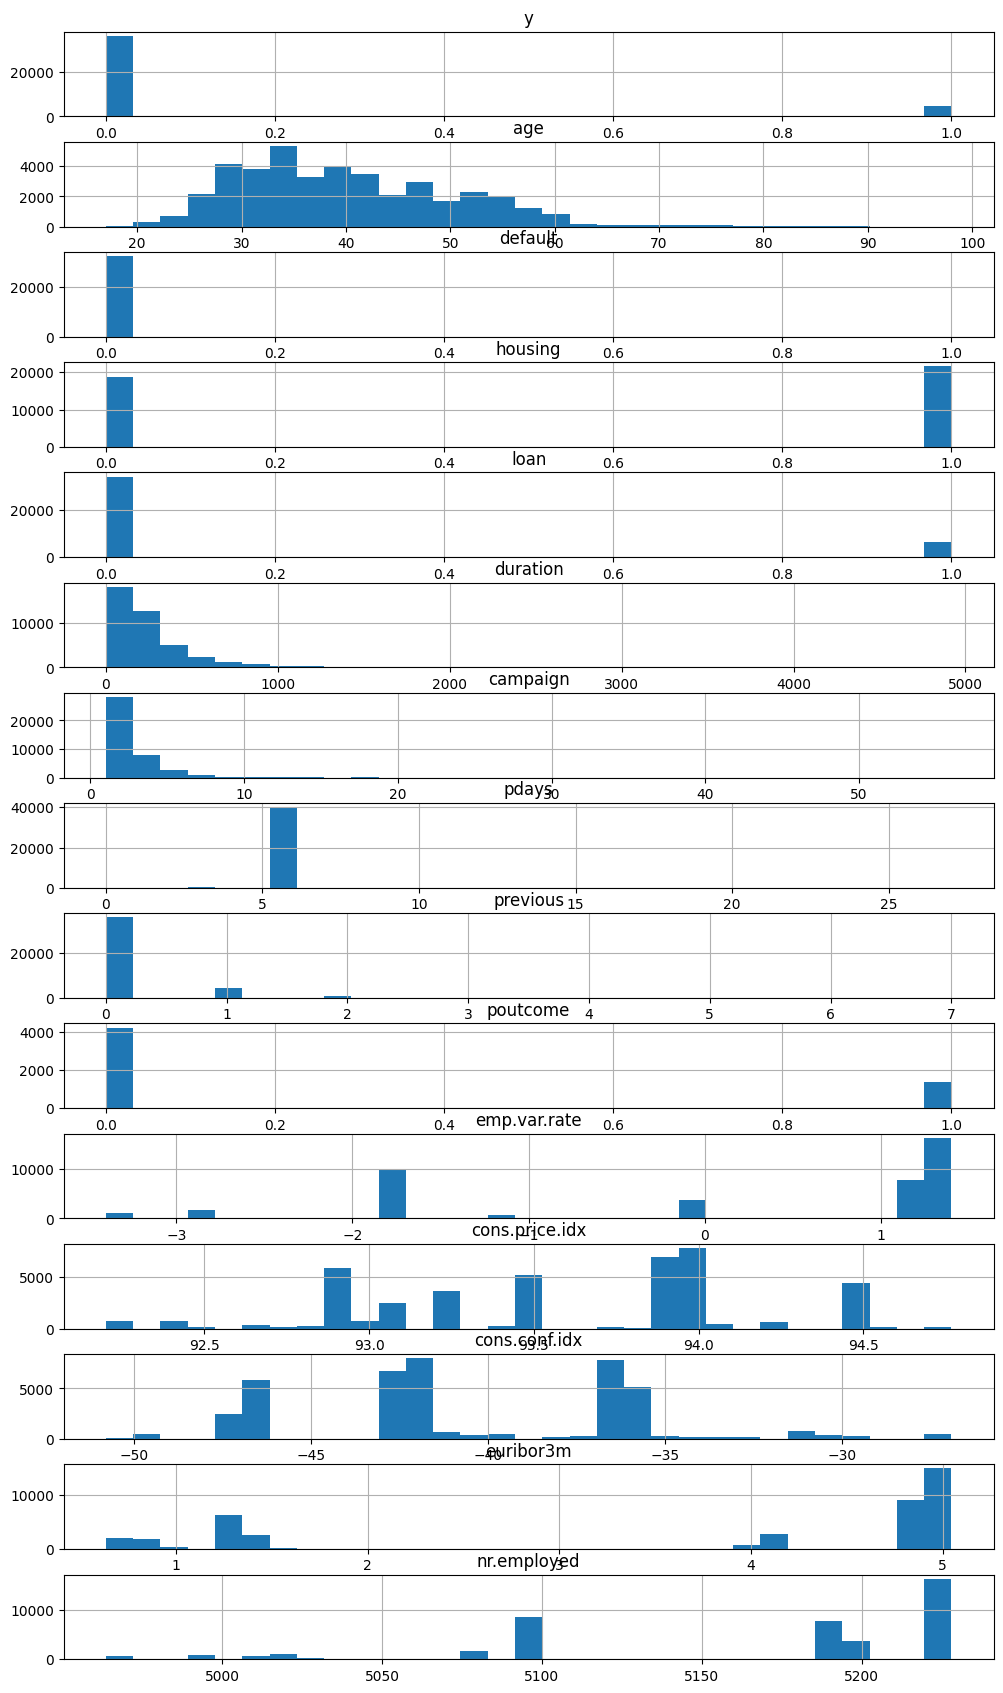 y
20000
0
0.0 0.2 0.4 0.6 0.8 1.0
age
4000
2000
0
20 30 40 50 60 70 80 90 100
default
20000
0
0.0 0.2 0.4 0.6 0.8 1.0
housing
20000
10000
0
0.0 0.2 0.4 0.6 0.8 1.0
loan
20000
0
0.0 0.2 0.4 0.6 0.8 1.0
duration
10000
0
0 1000 2000 3000 4000 5000
campaign
20000
10000
0
0 10 20 30 40 50
pdays
40000
20000
0
0 5 10 15 20 25
previous
20000
0
0 1 2 3 4 5 6 7
poutcome
4000
2000
0
0.0 0.2 0.4 0.6 0.8 1.0
emp.var.rate
10000
0
−3 −2 −1 0 1
cons.price.idx
5000
0
92.5 93.0 93.5 94.0 94.5
cons.conf.idx
5000
0
−50 −45 −40 −35 −30
euribor3m
10000
0
1 2 3 4 5
nr.employed
10000
0
5000 5050 5100 5150 5200